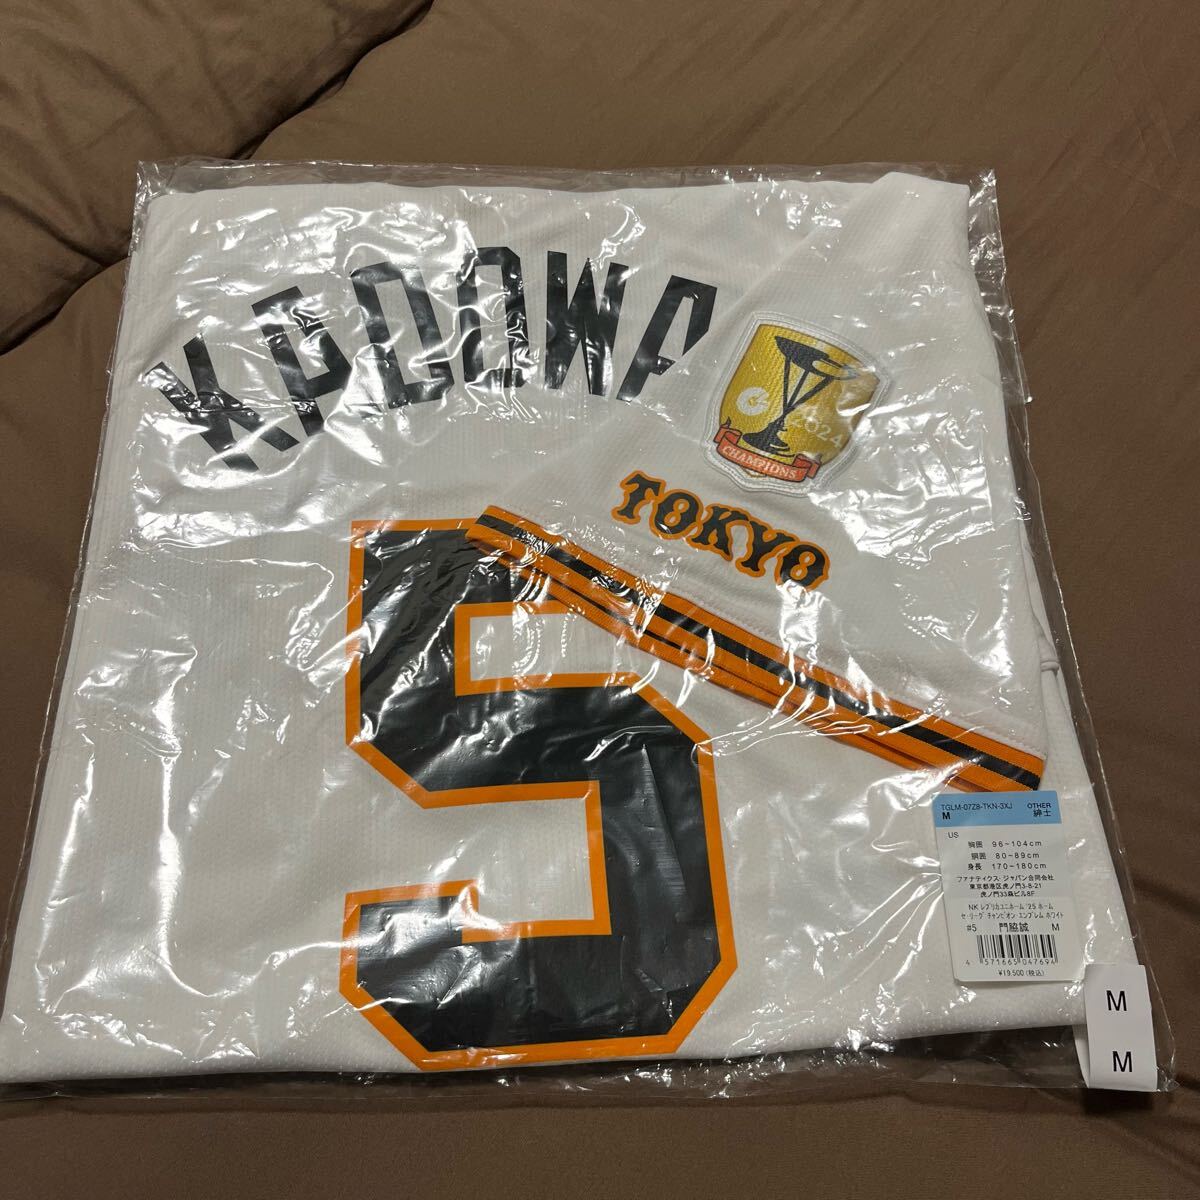 KADOWA
2024
CHAMPIONS
TOKYO
5
TGLM-07Z8-TKN-3XJ OTHER
M 紳士
US
胸囲 96~104cm
胴囲 80~89cm
身長 170~180cm
ファナティクス・ジャパン合同会社
東京都港区虎ノ門3-8-21
虎ノ門33森ビル8F
NK レプリカユニホーム '25 ホーム
セ・リーグ チャンピオン エンブレム ホワイト
#5 門脇誠 M
4 571665 047694
¥19,500 (税込)
M
M